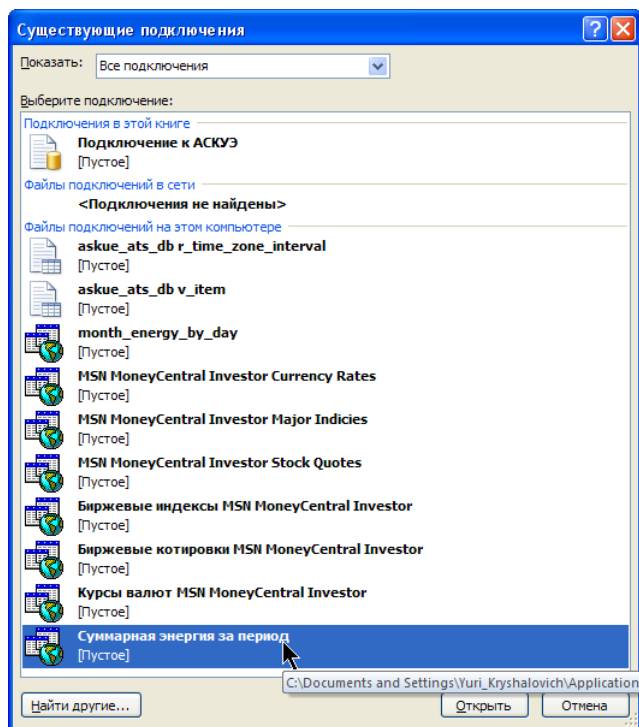 Существующие подключения
Показать: Все подключения
Выберите подключение:
Подключения в этой книге
Подключение к АСКУЭ
[Пустое]
Файлы подключений в сети
<Подключения не найдены>
Файлы подключений на этом компьютере
askue_ats_db r_time_zone_interval
[Пустое]
askue_ats_db v_item
[Пустое]
month_energy_by_day
[Пустое]
MSN MoneyCentral Investor Currency Rates
[Пустое]
MSN MoneyCentral Investor Major Indicies
[Пустое]
MSN MoneyCentral Investor Stock Quotes
[Пустое]
Биржевые индексы MSN MoneyCentral Investor
[Пустое]
Биржевые котировки MSN MoneyCentral Investor
[Пустое]
Курсы валют MSN MoneyCentral Investor
[Пустое]
Суммарная энергия за период
[Пустое]
C:\Documents and Settings\Yuri_Kryshalovich\Application
Найти другие... Открыть Отмена